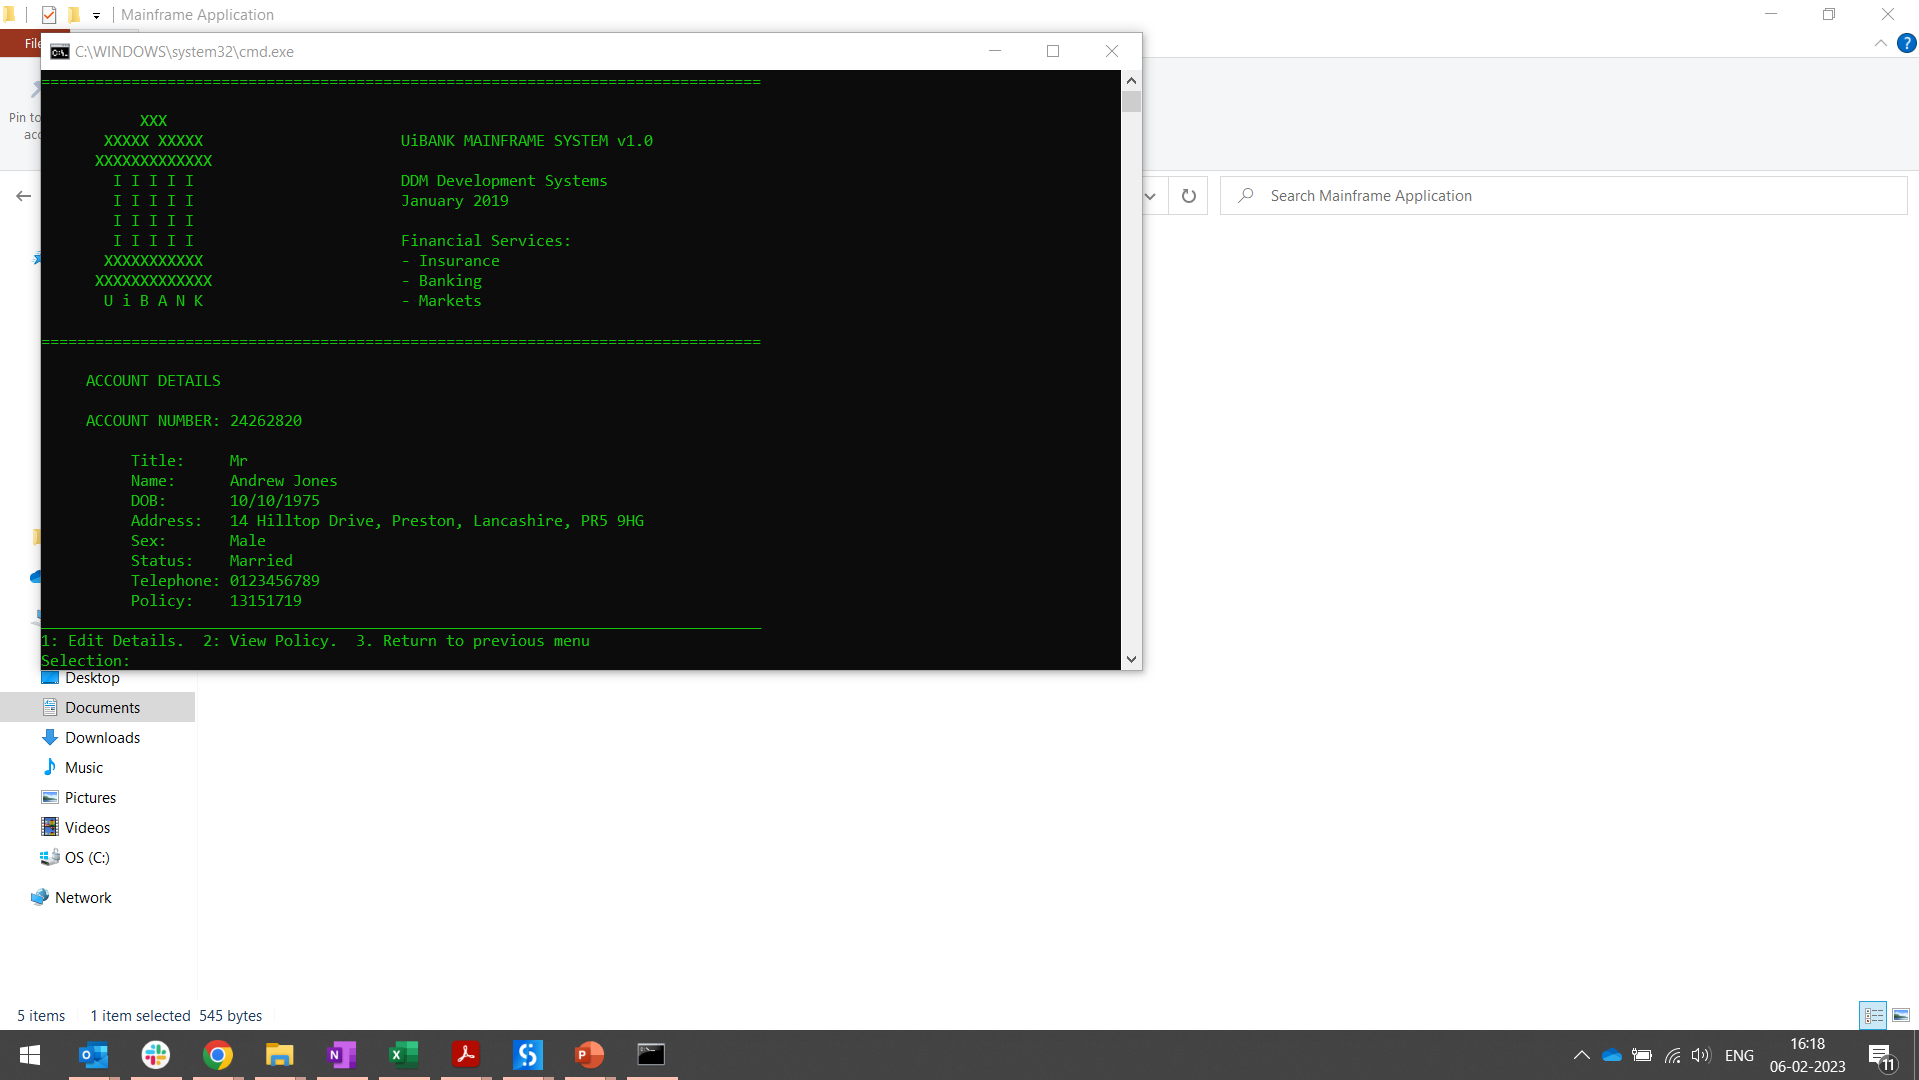 Mainframe Application
File
C:\WINDOWS\system32\cmd.exe
Pin to
Search Mainframe Application
================================================================================
XXX
XXXXX XXXXX UiBANK MAINFRAME SYSTEM v1.0
XXXXXXXXXXXXX
I I I I I DDM Development Systems
I I I I I January 2019
I I I I I
I I I I I Financial Services:
XXXXXXXXXXX - Insurance
XXXXXXXXXXXXX - Banking
U i B A N K - Markets
================================================================================
ACCOUNT DETAILS
ACCOUNT NUMBER: 24262820
Title: Mr
Name: Andrew Jones
DOB: 10/10/1975
Address: 14 Hilltop Drive, Preston, Lancashire, PR5 9HG
Sex: Male
Status: Married
Telephone: 0123456789
Policy: 13151719
1: Edit Details. 2: View Policy. 3. Return to previous menu
Selection:
Desktop
Documents
Downloads
Music
Pictures
Videos
OS (C:)
Network
5 items 1 item selected 545 bytes
ENG
16:18
06-02-2023
11